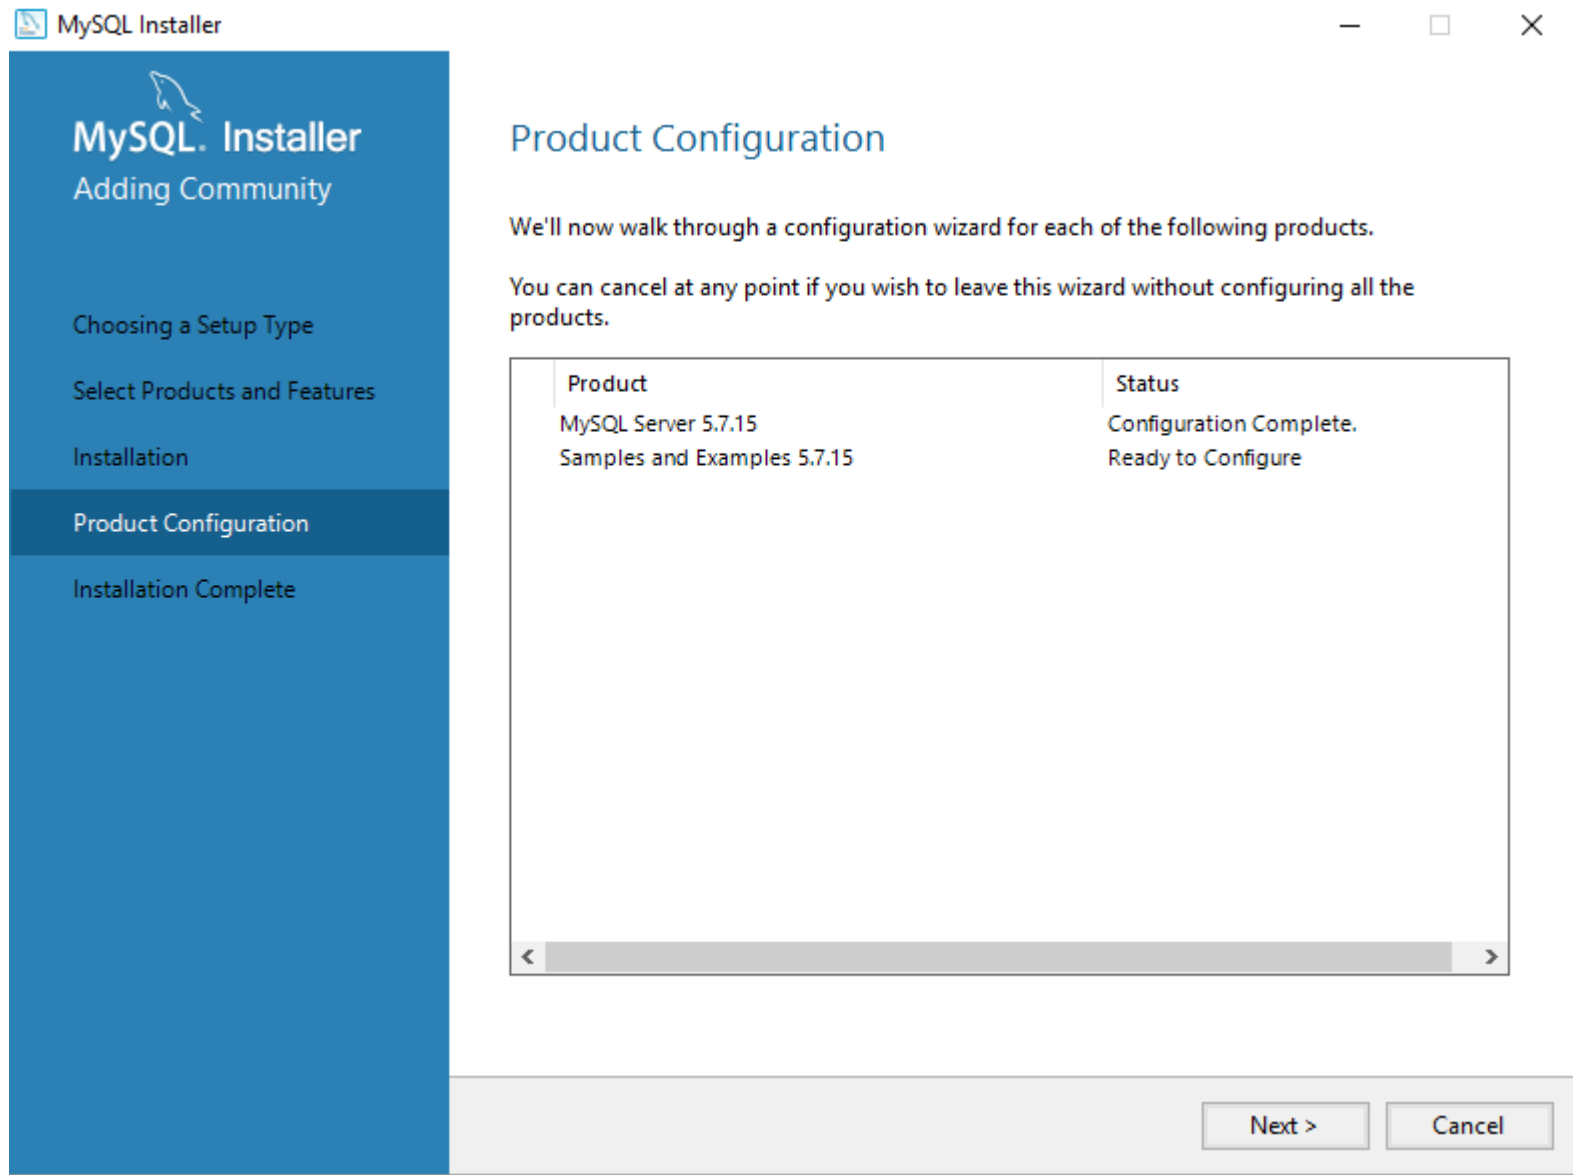 MySQL Installer
MySQL. Installer
Adding Community
Choosing a Setup Type
Select Products and Features
Installation
Product Configuration
Installation Complete
Product Configuration
We'll now walk through a configuration wizard for each of the following products.
You can cancel at any point if you wish to leave this wizard without configuring all the
products.
Product Status
MySQL Server 5.7.15 Configuration Complete.
Samples and Examples 5.7.15 Ready to Configure
Next > Cancel